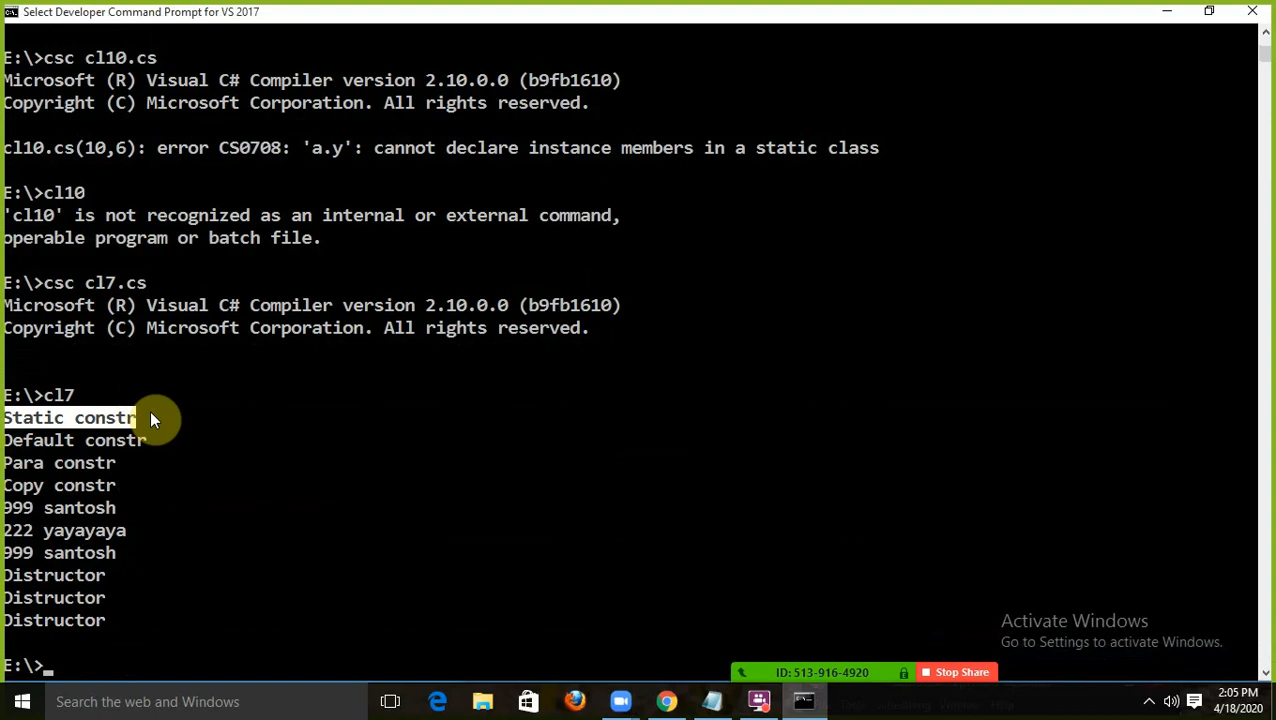 Select Developer Command Prompt for VS 2017
E:\>csc cl10.cs
Microsoft (R) Visual C# Compiler version 2.10.0.0 (b9fb1610)
Copyright (C) Microsoft Corporation. All rights reserved.
cl10.cs(10,6): error CS0708: 'a.y': cannot declare instance members in a static class
E:\>cl10
'cl10' is not recognized as an internal or external command,
operable program or batch file.
E:\>csc cl7.cs
Microsoft (R) Visual C# Compiler version 2.10.0.0 (b9fb1610)
Copyright (C) Microsoft Corporation. All rights reserved.
E:\>cl7
Static constr
Default constr
Para constr
Copy constr
999 santosh
222 yayayaya
999 santosh
Distructor
Distructor
Distructor
E:\>_
Activate Windows
Go to Settings to activate Windows.
ID: 513-916-4920
Stop Share
Search the web and Windows
2:05 PM
4/18/2020